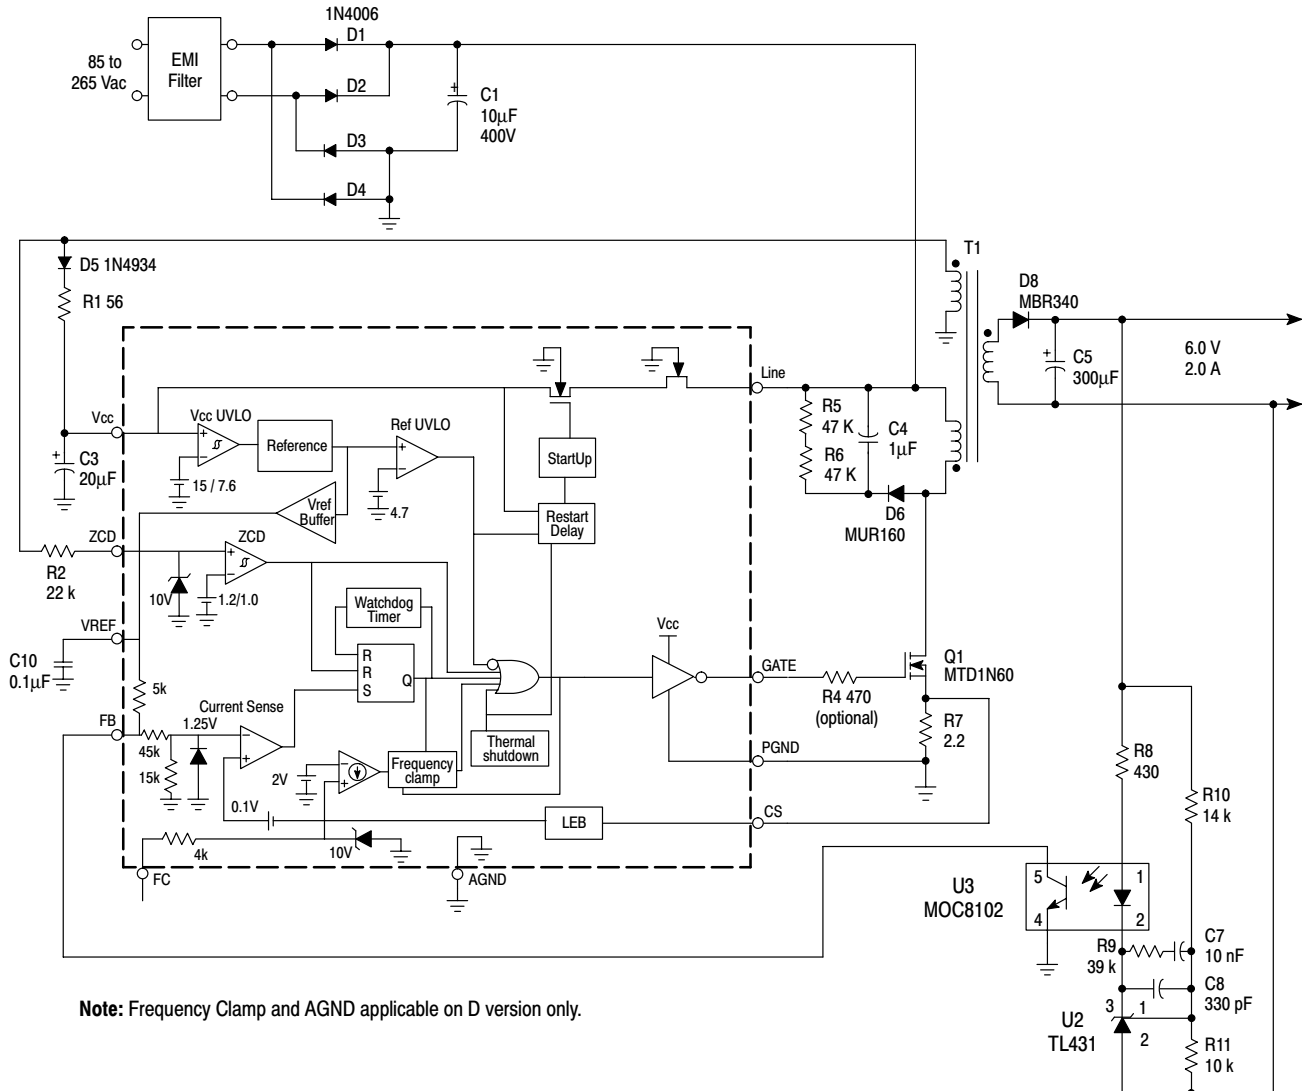 1N4006
D1
85 to
265 Vac
EMI
Filter
D2
+
C1
10μF
400V
D3
D4
D5 1N4934
R1 56
T1
D8
MBR340
+
C5
300μF
6.0 V
2.0 A
Line
Vcc
Vcc UVLO
+
−
15 / 7.6
Reference
Ref UVLO
+
−
4.7
StartUp
Restart
Delay
Vref
Buffer
+
C3
20μF
R5
47 K
R6
47 K
C4
1μF
D6
MUR160
ZCD
R2
22 k
10V
ZCD
+
−
1.2/1.0
Watchdog
Timer
R
R
S
Q
VREF
C10
0.1μF
5k
Vcc
GATE
R4 470
(optional)
Q1
MTD1N60
FB
45k
15k
1.25V
Current Sense
−
+
2V
−
+
Frequency
clamp
Thermal
shutdown
PGND
R7
2.2
R8
430
R10
14 k
0.1V
LEB
CS
4k
10V
FC
AGND
U3
MOC8102
5
4
1
2
R9
39 k
C7
10 nF
C8
330 pF
U2
TL431
3
1
2
R11
10 k
Note: Frequency Clamp and AGND applicable on D version only.